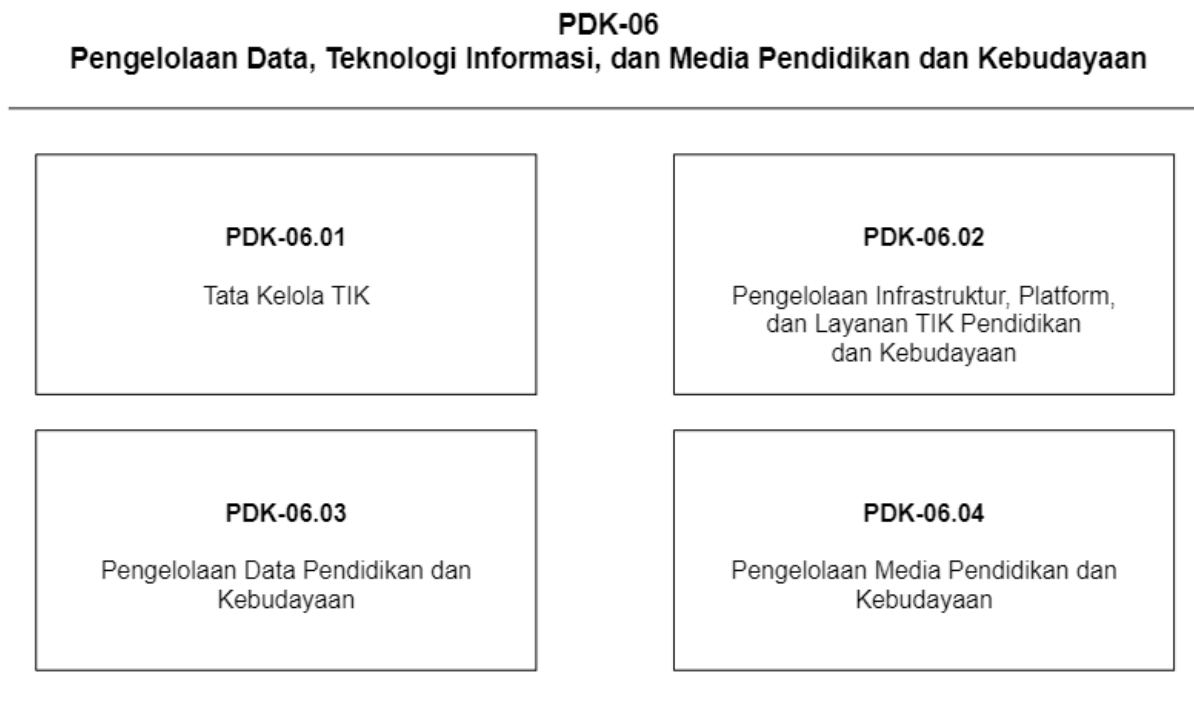 PDK-06
Pengelolaan Data, Teknologi Informasi, dan Media Pendidikan dan Kebudayaan
PDK-06.01
Tata Kelola TIK
PDK-06.02
Pengelolaan Infrastruktur, Platform,
dan Layanan TIK Pendidikan
dan Kebudayaan
PDK-06.03
Pengelolaan Data Pendidikan dan
Kebudayaan
PDK-06.04
Pengelolaan Media Pendidikan dan
Kebudayaan